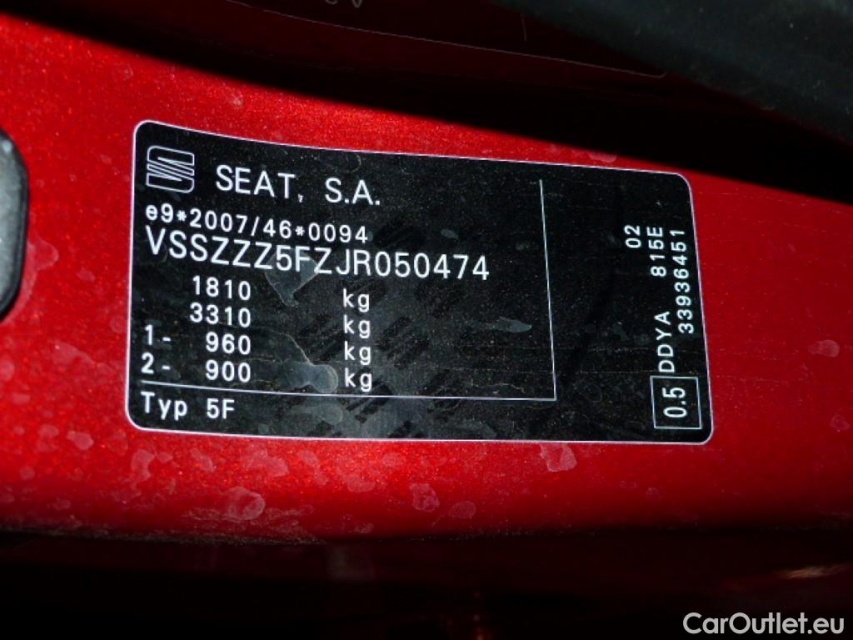 SEAT, S.A.
e9*2007/46*0094
VSSZZZ5FZJR050474
1810 kg
3310 kg
1- 960 kg
2- 900 kg
Typ 5F
02
815E
DDYA
33936451
0.5
CarOutlet.eu